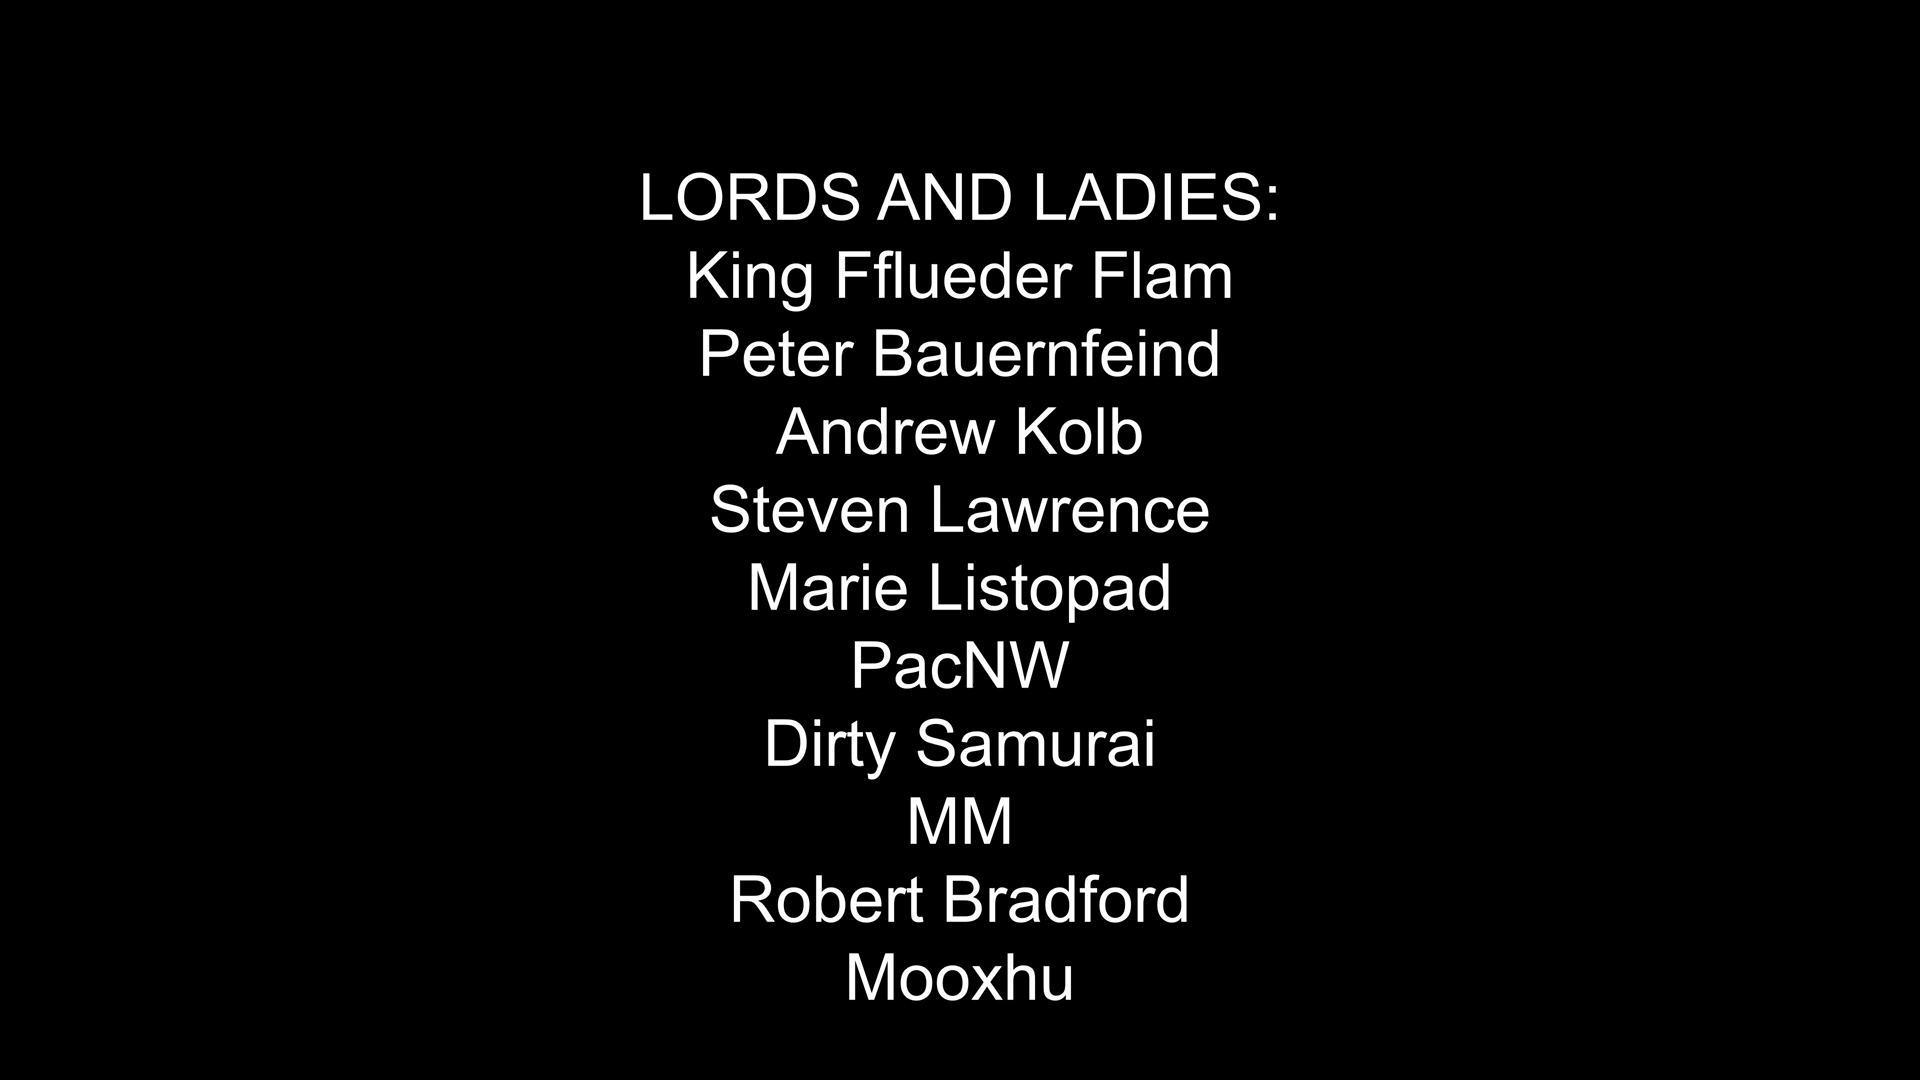 LORDS AND LADIES:
King Fflueder Flam
Peter Bauernfeind
Andrew Kolb
Steven Lawrence
Marie Listopad
PacNW
Dirty Samurai
MM
Robert Bradford
Mooxhu